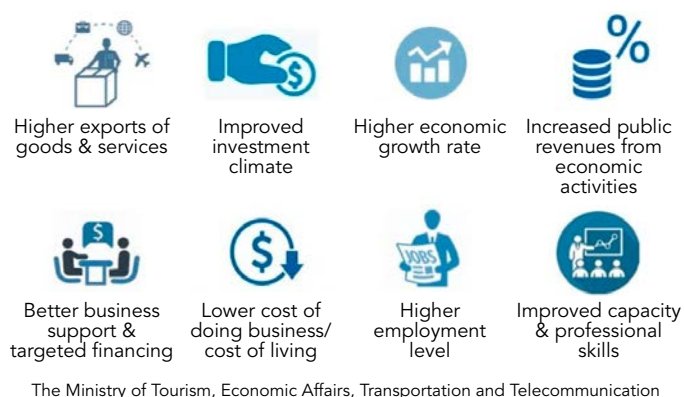 %
$
Higher exports of
goods & services
Improved
investment
climate
Higher economic
growth rate
Increased public
revenues from
economic
activities
$
$
JOBS
Better business
support &
targeted financing
Lower cost of
doing business/
cost of living
Higher
employment
level
Improved capacity
& professional
skills
The Ministry of Tourism, Economic Affairs, Transportation and Telecommunication